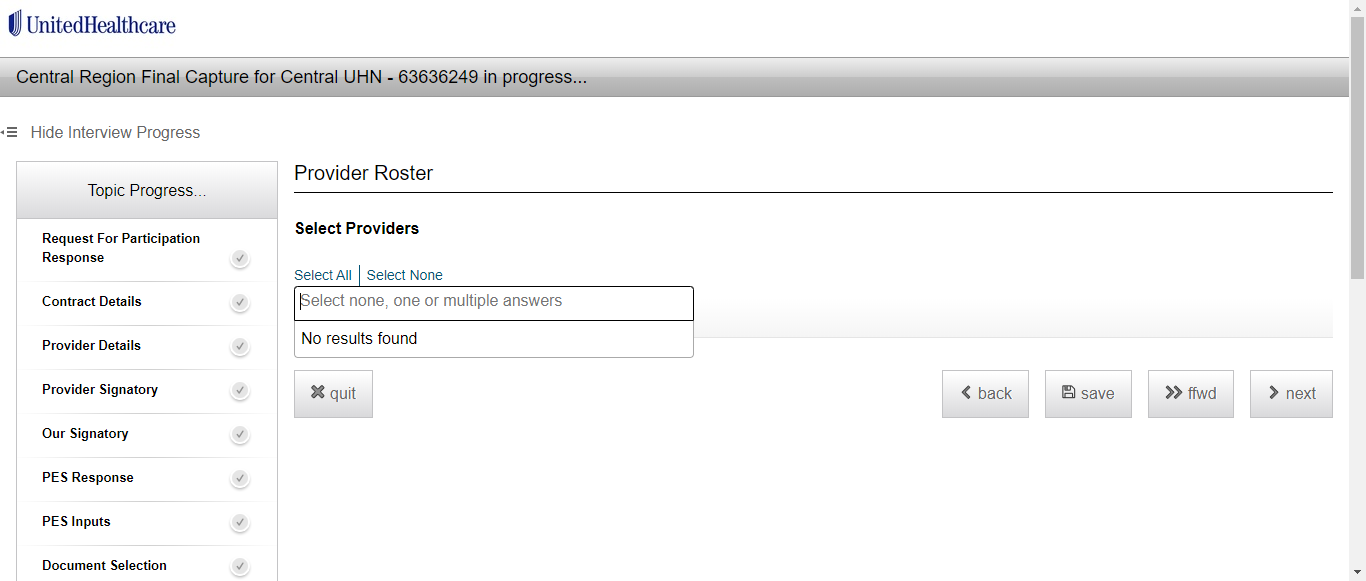 UnitedHealthcare
Central Region Final Capture for Central UHN - 63636249 in progress...
Hide Interview Progress
Topic Progress...
Request For Participation
Response
Contract Details
Provider Details
Provider Signatory
Our Signatory
PES Response
PES Inputs
Document Selection
Provider Roster
Select Providers
Select All | Select None
Select none, one or multiple answers
No results found
quit
back
save
ffwd
next